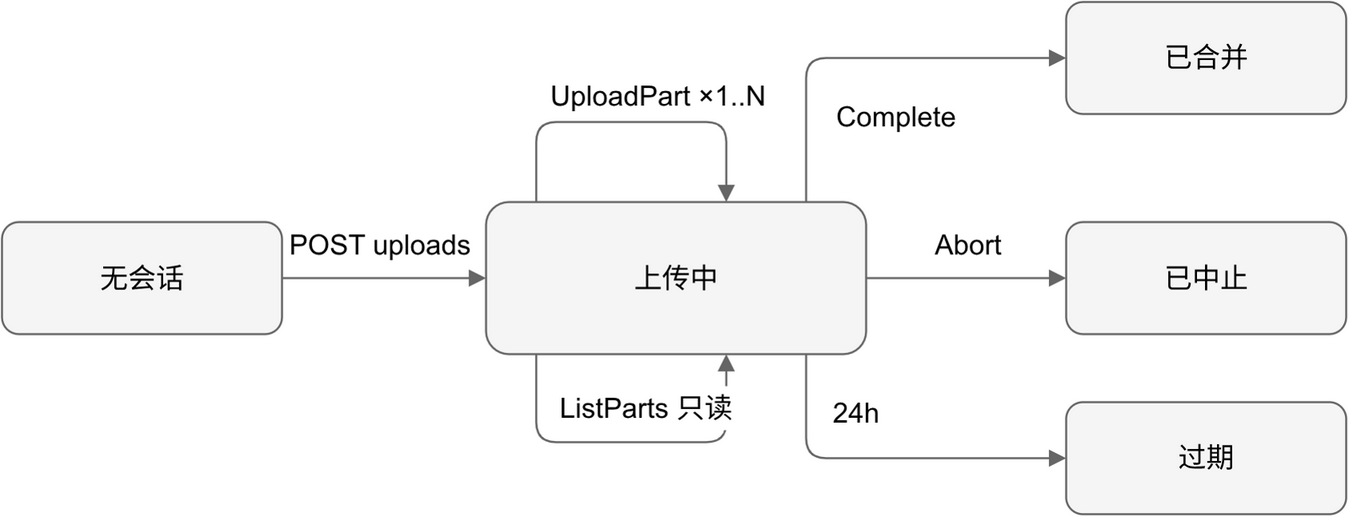 已合并
UploadPart ×1..N
Complete
无会话
POST uploads
上传中
Abort
已中止
ListParts 只读
24h
过期